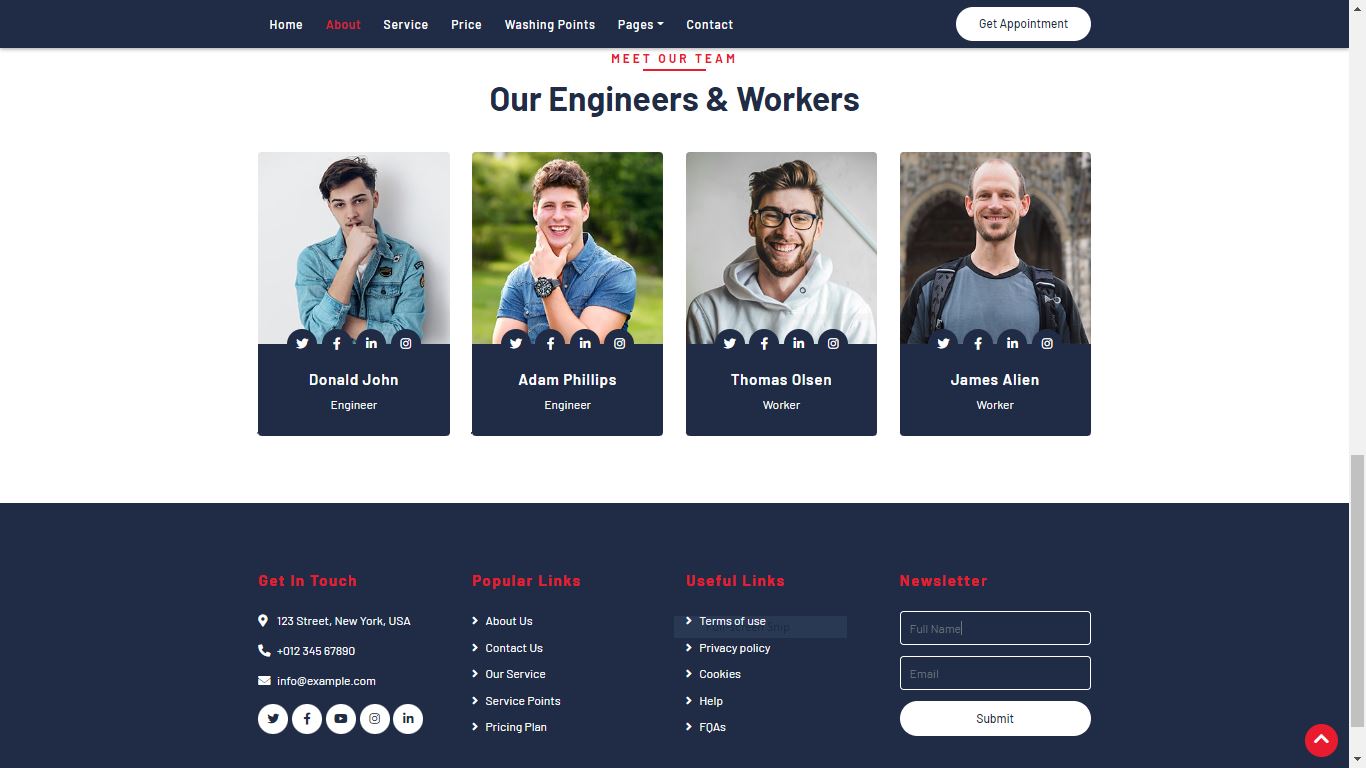 Home About Service Price Washing Points Pages Contact Get Appointment
MEET OUR TEAM
Our Engineers & Workers
Donald John Adam Phillips Thomas Olsen James Alien
Engineer Engineer Worker Worker
Get In Touch
123 Street, New York, USA
+012 345 67890
info@example.com
Popular Links
About Us
Contact Us
Our Service
Service Points
Pricing Plan
Useful Links
Terms of use
Privacy policy
Cookies
Help
FQAs
Newsletter
Full Name
Email
Submit